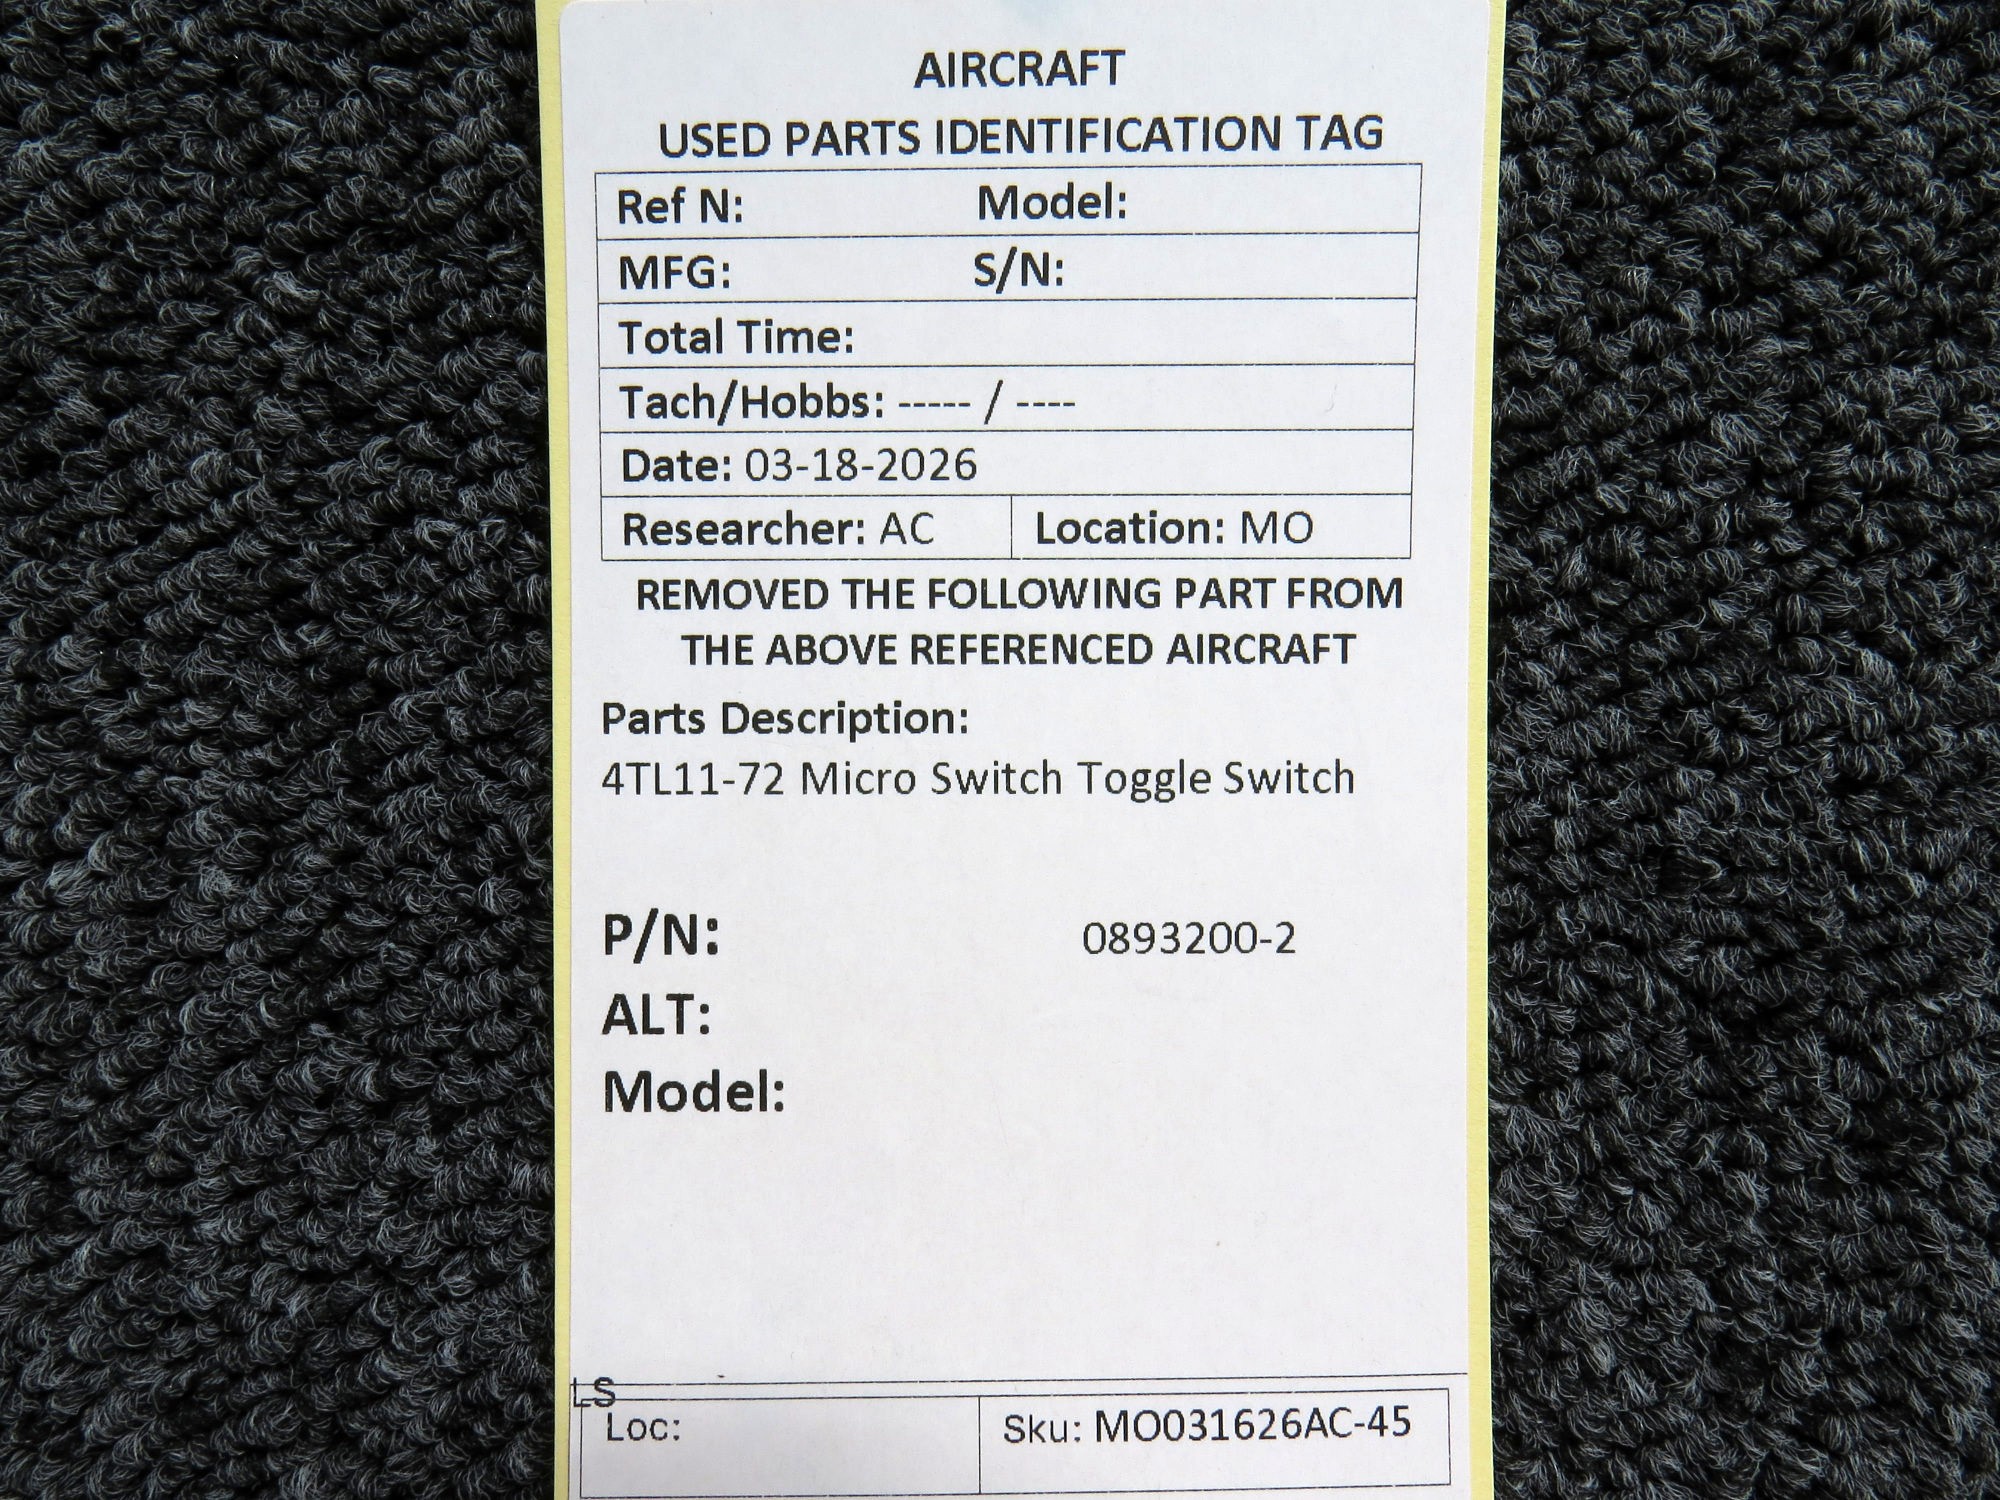 AIRCRAFT
USED PARTS IDENTIFICATION TAG
Ref N: Model:
MFG: S/N:
Total Time:
Tach/Hobbs: ----- / ----
Date: 03-18-2026
Researcher: AC Location: MO
REMOVED THE FOLLOWING PART FROM
THE ABOVE REFERENCED AIRCRAFT
Parts Description:
4TL11-72 Micro Switch Toggle Switch
P/N: 0893200-2
ALT:
Model:
LS
Loc: Sku: MO031626AC-45